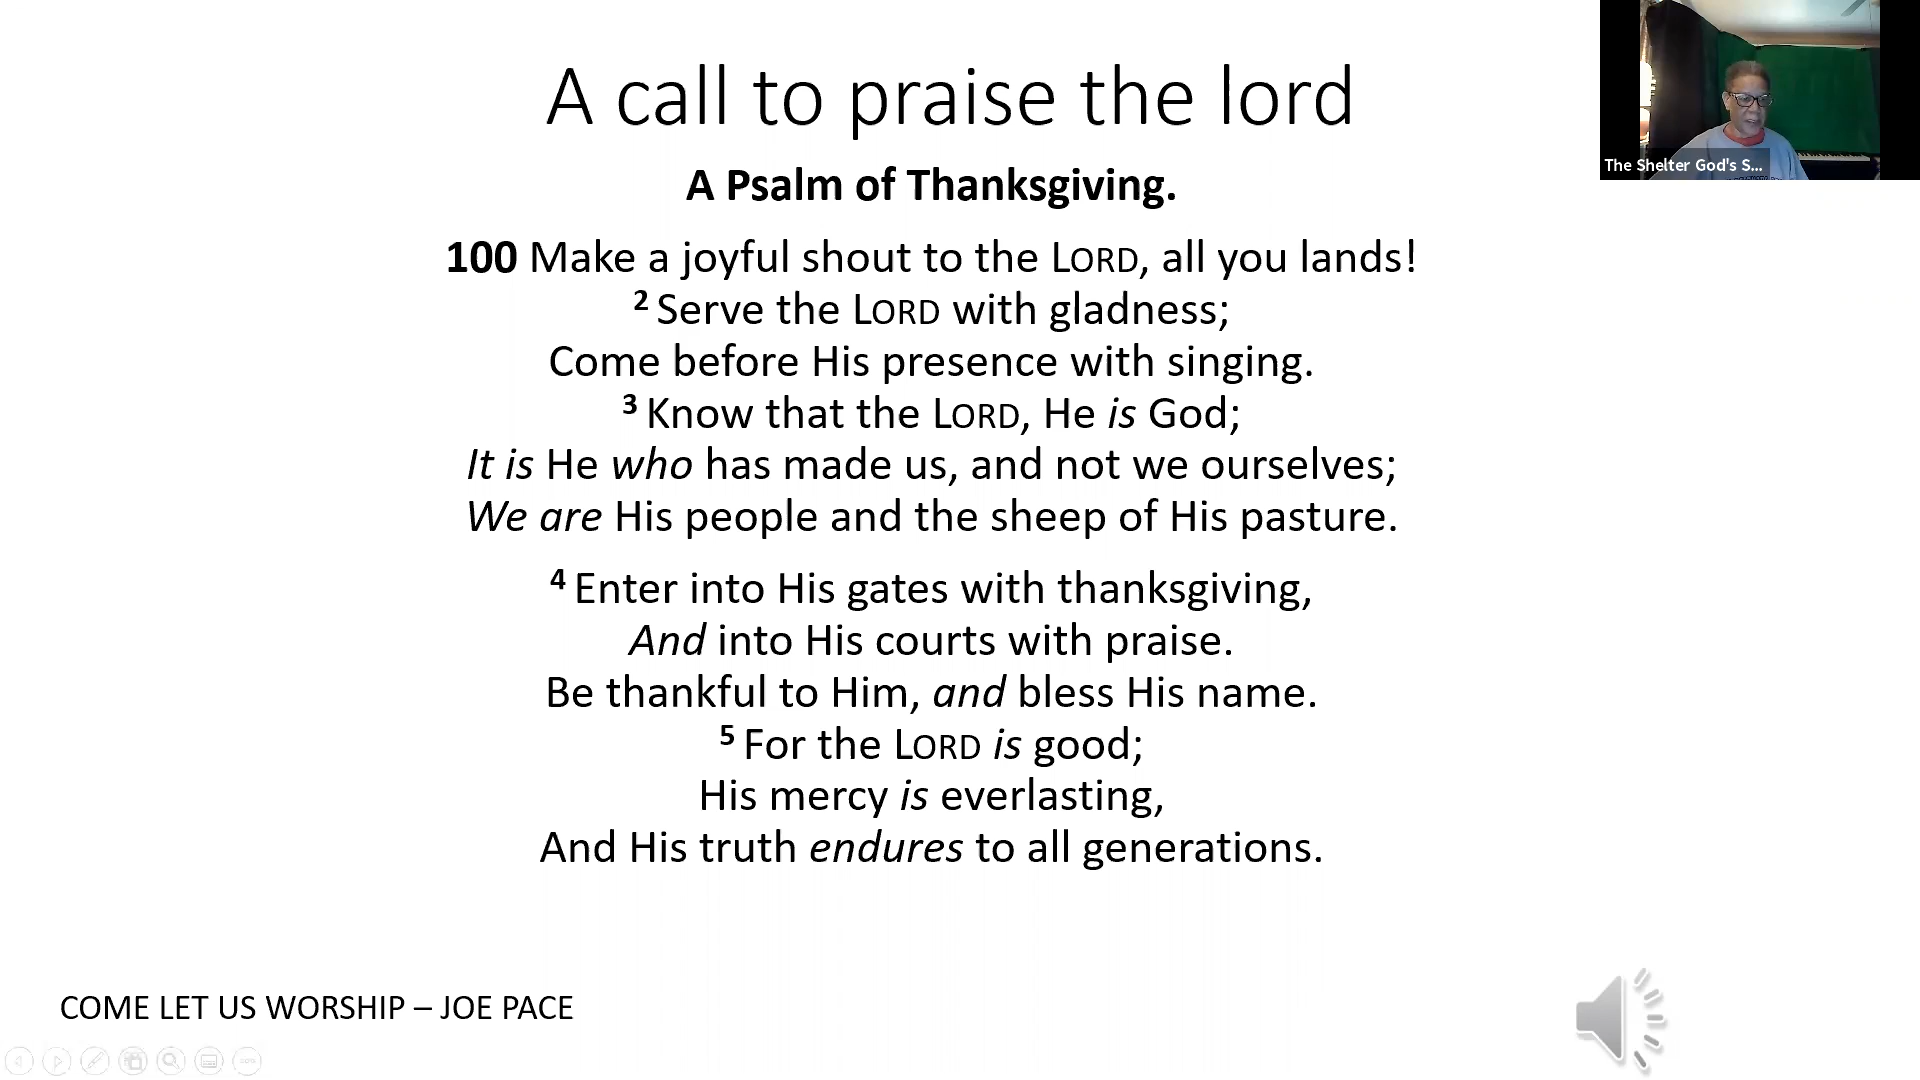 A call to praise the lord
The Shelter God's S...
A Psalm of Thanksgiving.
100 Make a joyful shout to the LORD, all you lands!
2 Serve the LORD with gladness;
Come before His presence with singing.
3 Know that the LORD, He is God;
It is He who has made us, and not we ourselves;
We are His people and the sheep of His pasture.
4 Enter into His gates with thanksgiving,
And into His courts with praise.
Be thankful to Him, and bless His name.
5 For the LORD is good;
His mercy is everlasting,
And His truth endures to all generations.
COME LET US WORSHIP – JOE PACE